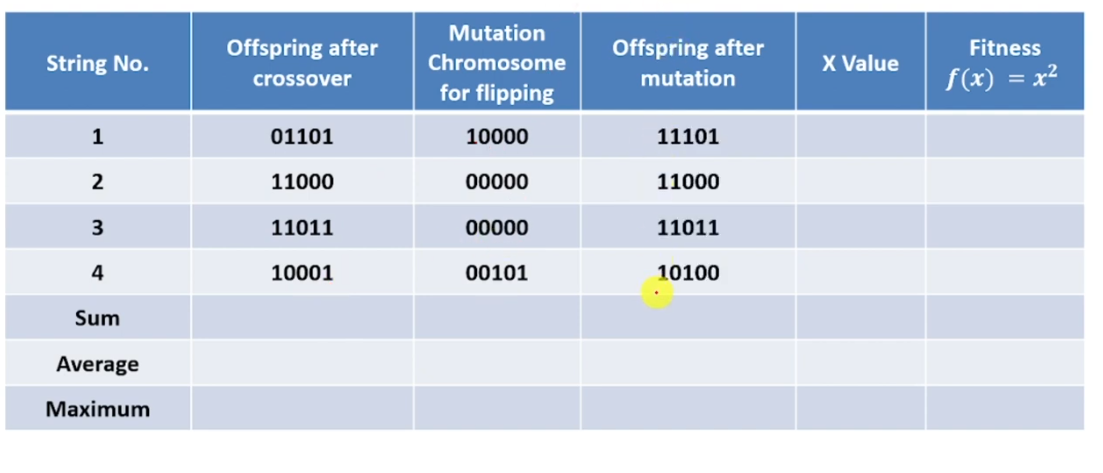 String No.
Offspring after
crossover
Mutation
Chromosome
for flipping
Offspring after
mutation
X Value
Fitness
f(x) = x²
1 01101 10000 11101
2 11000 00000 11000
3 11011 00000 11011
4 10001 00101 10100
Sum
Average
Maximum